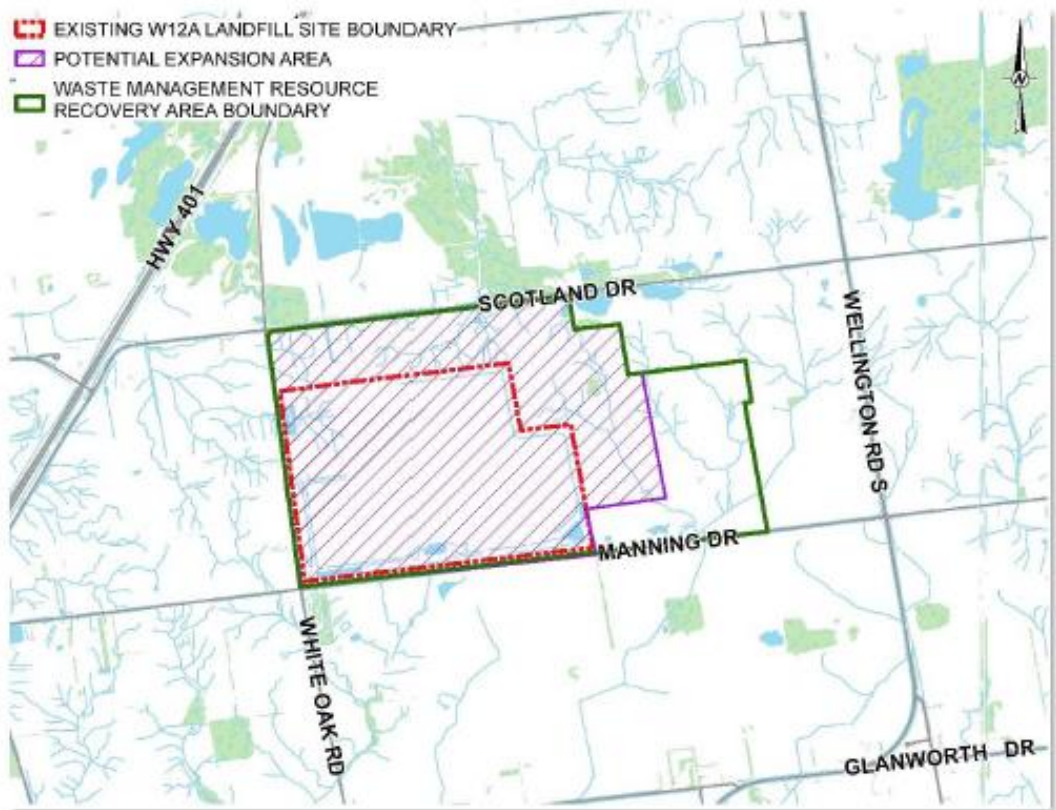 EXISTING W12A LANDFILL SITE BOUNDARY
POTENTIAL EXPANSION AREA
WASTE MANAGEMENT RESOURCE
RECOVERY AREA BOUNDARY
N
HWY 401
SCOTLAND DR
WELLINGTON RD S
MANNING DR
WHITE OAK RD
GLANWORTH DR